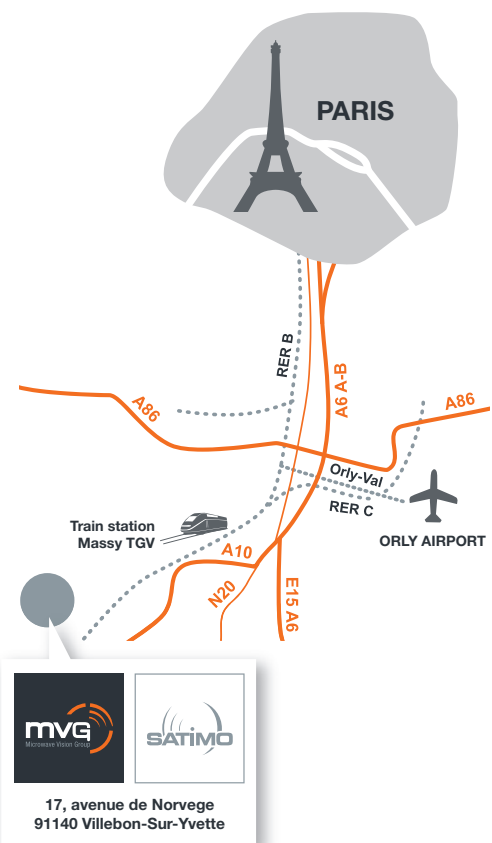 PARIS
RER B
A6 A-B
A86
A86
Orly-Val
RER C
ORLY AIRPORT
Train station
Massy TGV
A10
N20
E15 A6
mvg
Microwave Vision Group
SATIMO
17, avenue de Norvege
91140 Villebon-Sur-Yvette